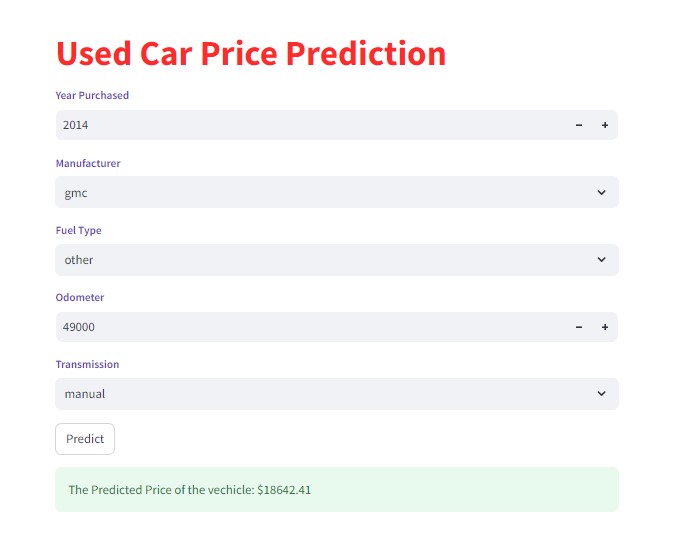 Used Car Price Prediction
Year Purchased
2014
Manufacturer
gmc
Fuel Type
other
Odometer
49000
Transmission
manual
Predict
The Predicted Price of the vechicle: $18642.41